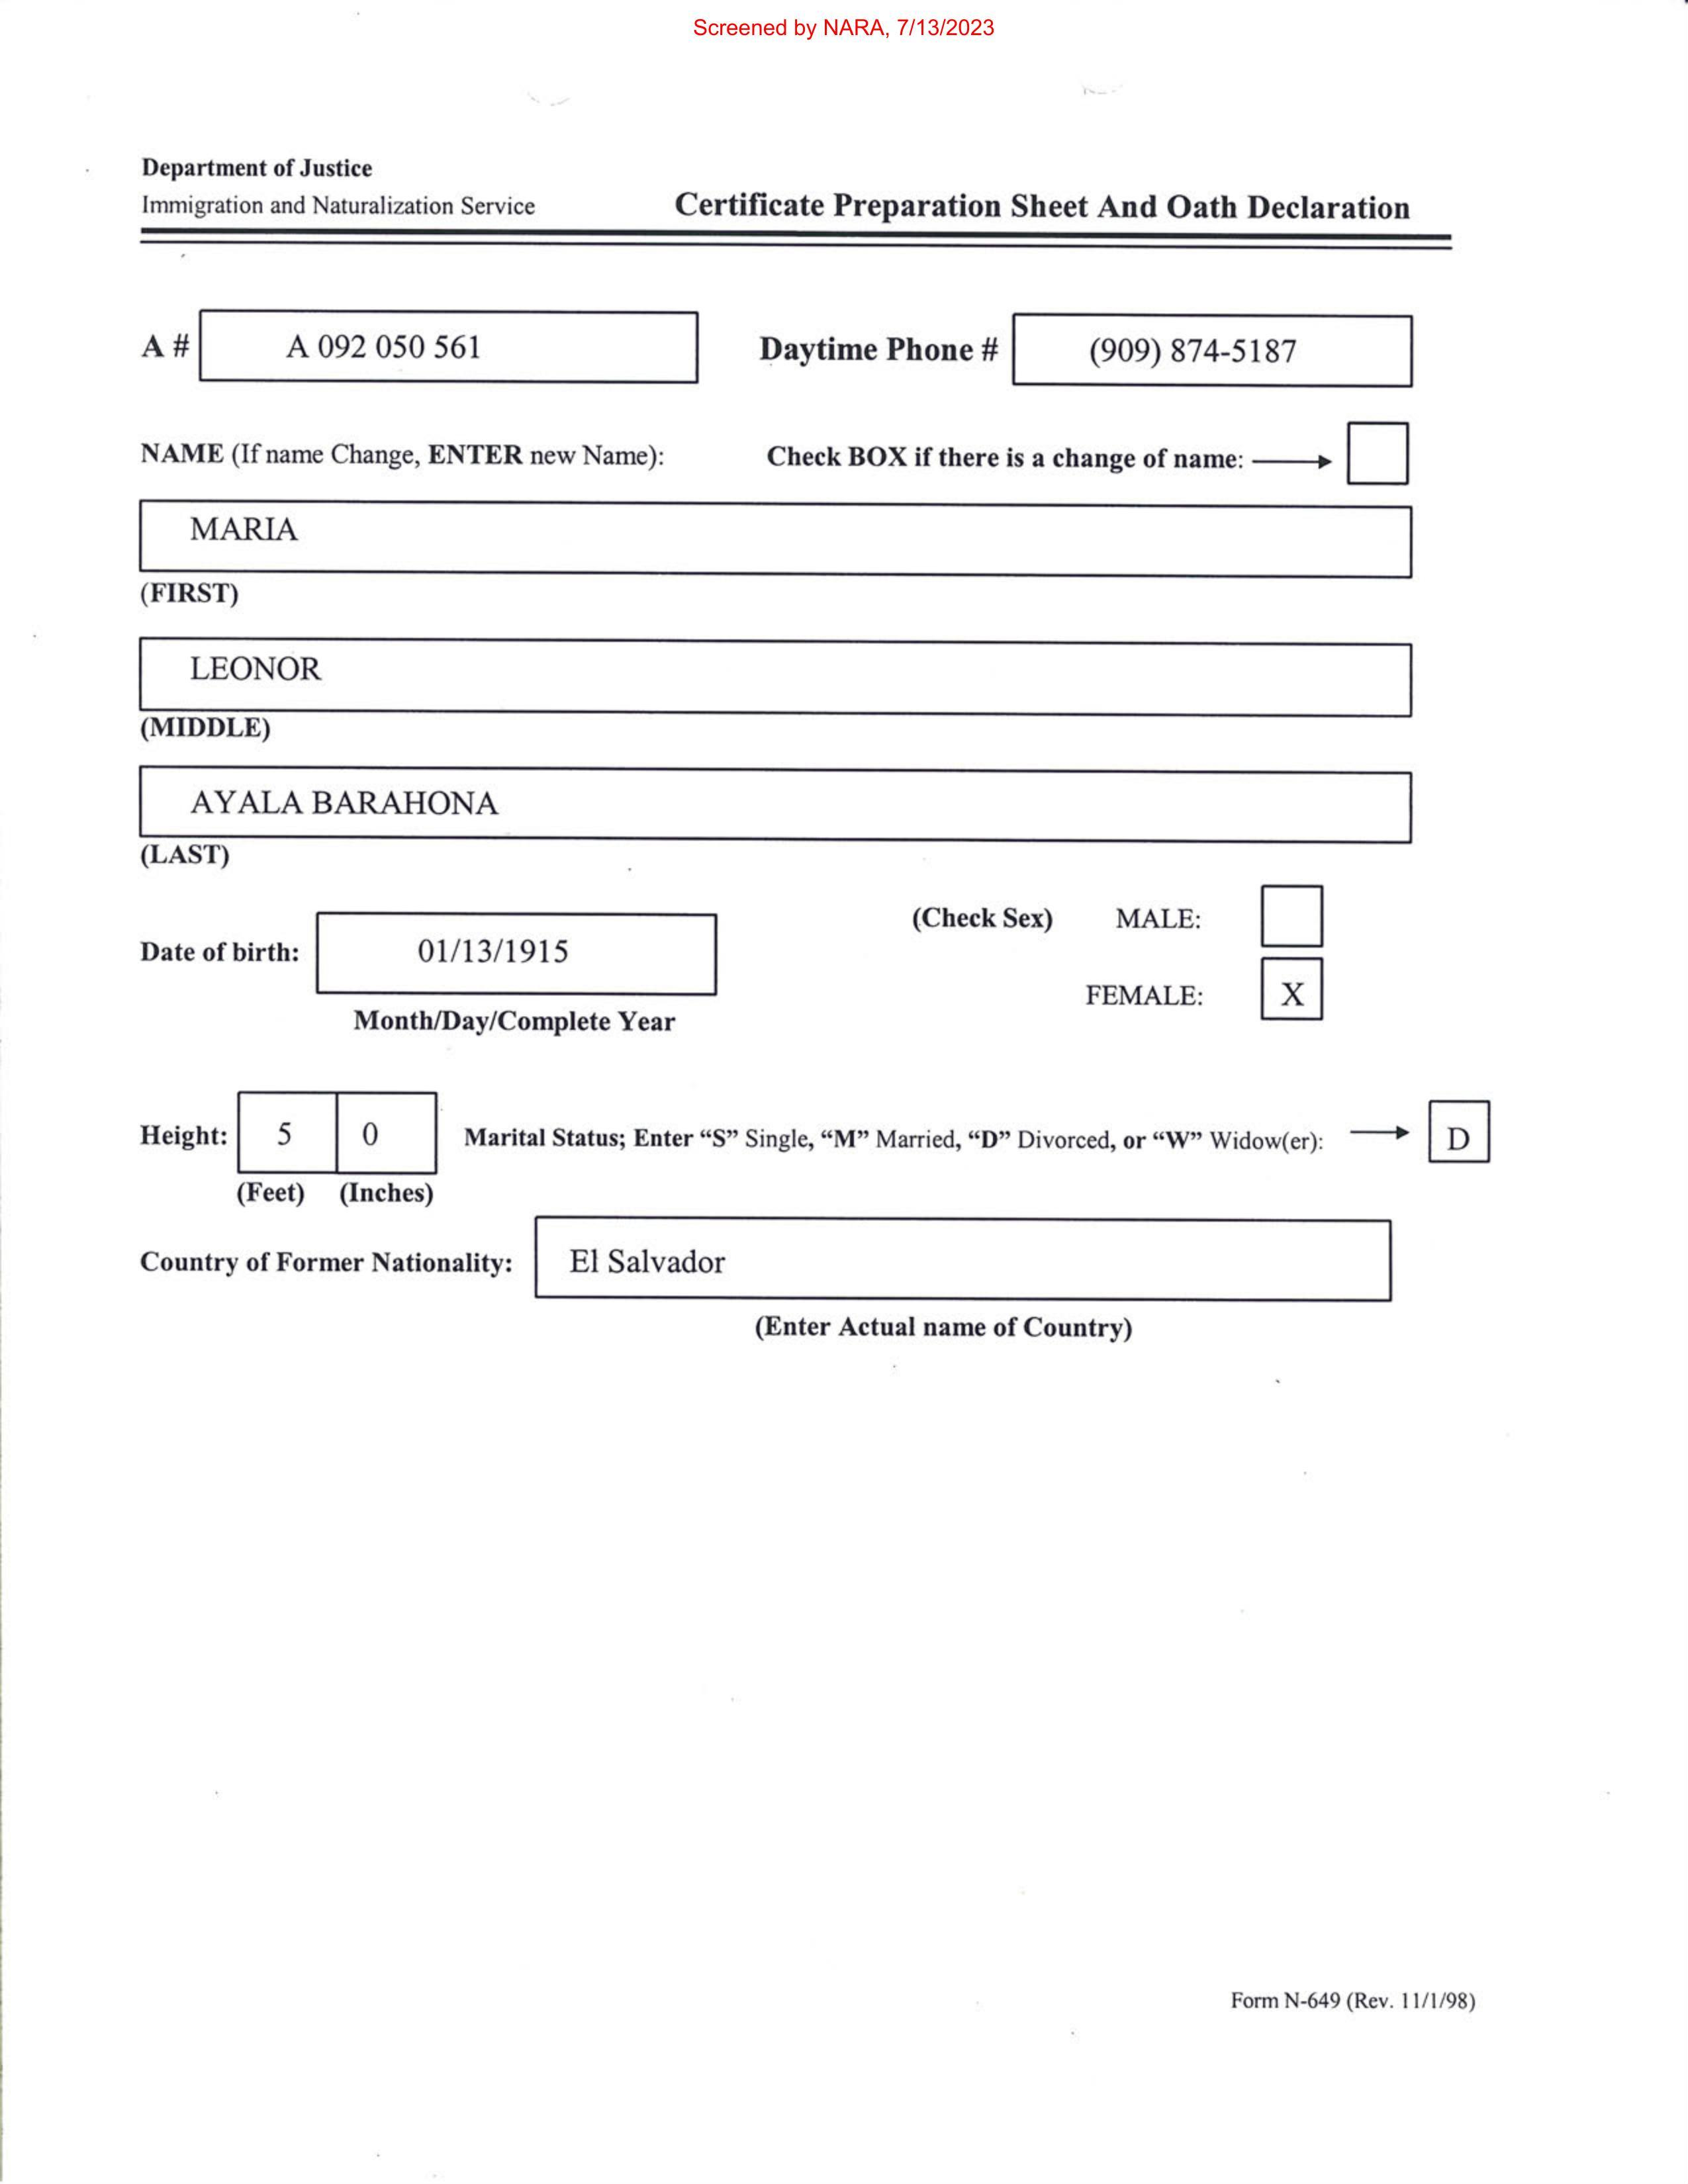 Screened by NARA, 7/13/2023
Department of Justice
Immigration and Naturalization Service Certificate Preparation Sheet And Oath Declaration
A # A 092 050 561 Daytime Phone # (909) 874-5187
NAME (If name Change, ENTER new Name): Check BOX if there is a change of name:
MARIA
(FIRST)
LEONOR
(MIDDLE)
AYALA BARAHONA
(LAST)
(Check Sex) MALE:
Date of birth: 01/13/1915
FEMALE: X
Month/Day/Complete Year
Height: 5 0 Marital Status; Enter “S” Single, “M” Married, “D” Divorced, or “W” Widow(er): D
(Feet) (Inches)
Country of Former Nationality: El Salvador
(Enter Actual name of Country)
Form N-649 (Rev. 11/1/98)